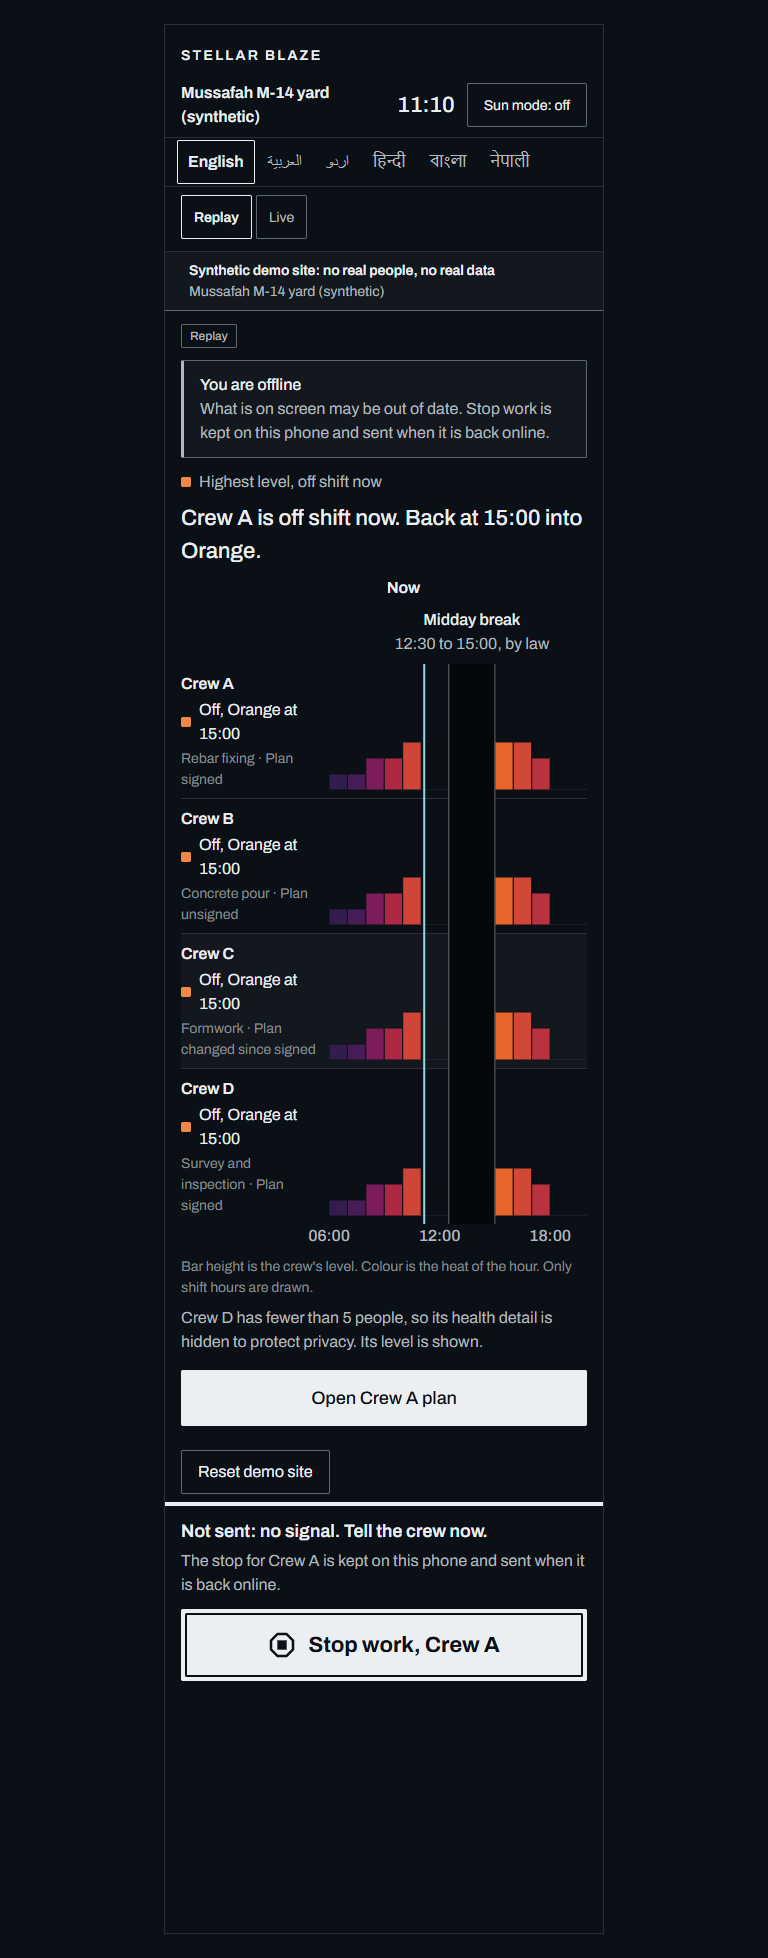 STELLAR BLAZE
Mussafah M-14 yard
(synthetic)
11:10
Sun mode: off
English
العربية
اردو
हिन्दी
বাংলা
नेपाली
Replay
Live
Synthetic demo site: no real people, no real data
Mussafah M-14 yard (synthetic)
Replay
You are offline
What is on screen may be out of date. Stop work is
kept on this phone and sent when it is back online.
Highest level, off shift now
Crew A is off shift now. Back at 15:00 into
Orange.
Now
Midday break
12:30 to 15:00, by law
Crew A
Off, Orange at
15:00
Rebar fixing · Plan
signed
Crew B
Off, Orange at
15:00
Concrete pour · Plan
unsigned
Crew C
Off, Orange at
15:00
Formwork · Plan
changed since signed
Crew D
Off, Orange at
15:00
Survey and
inspection · Plan
signed
06:00
12:00
18:00
Bar height is the crew's level. Colour is the heat of the hour. Only
shift hours are drawn.
Crew D has fewer than 5 people, so its health detail is
hidden to protect privacy. Its level is shown.
Open Crew A plan
Reset demo site
Not sent: no signal. Tell the crew now.
The stop for Crew A is kept on this phone and sent when it
is back online.
Stop work, Crew A